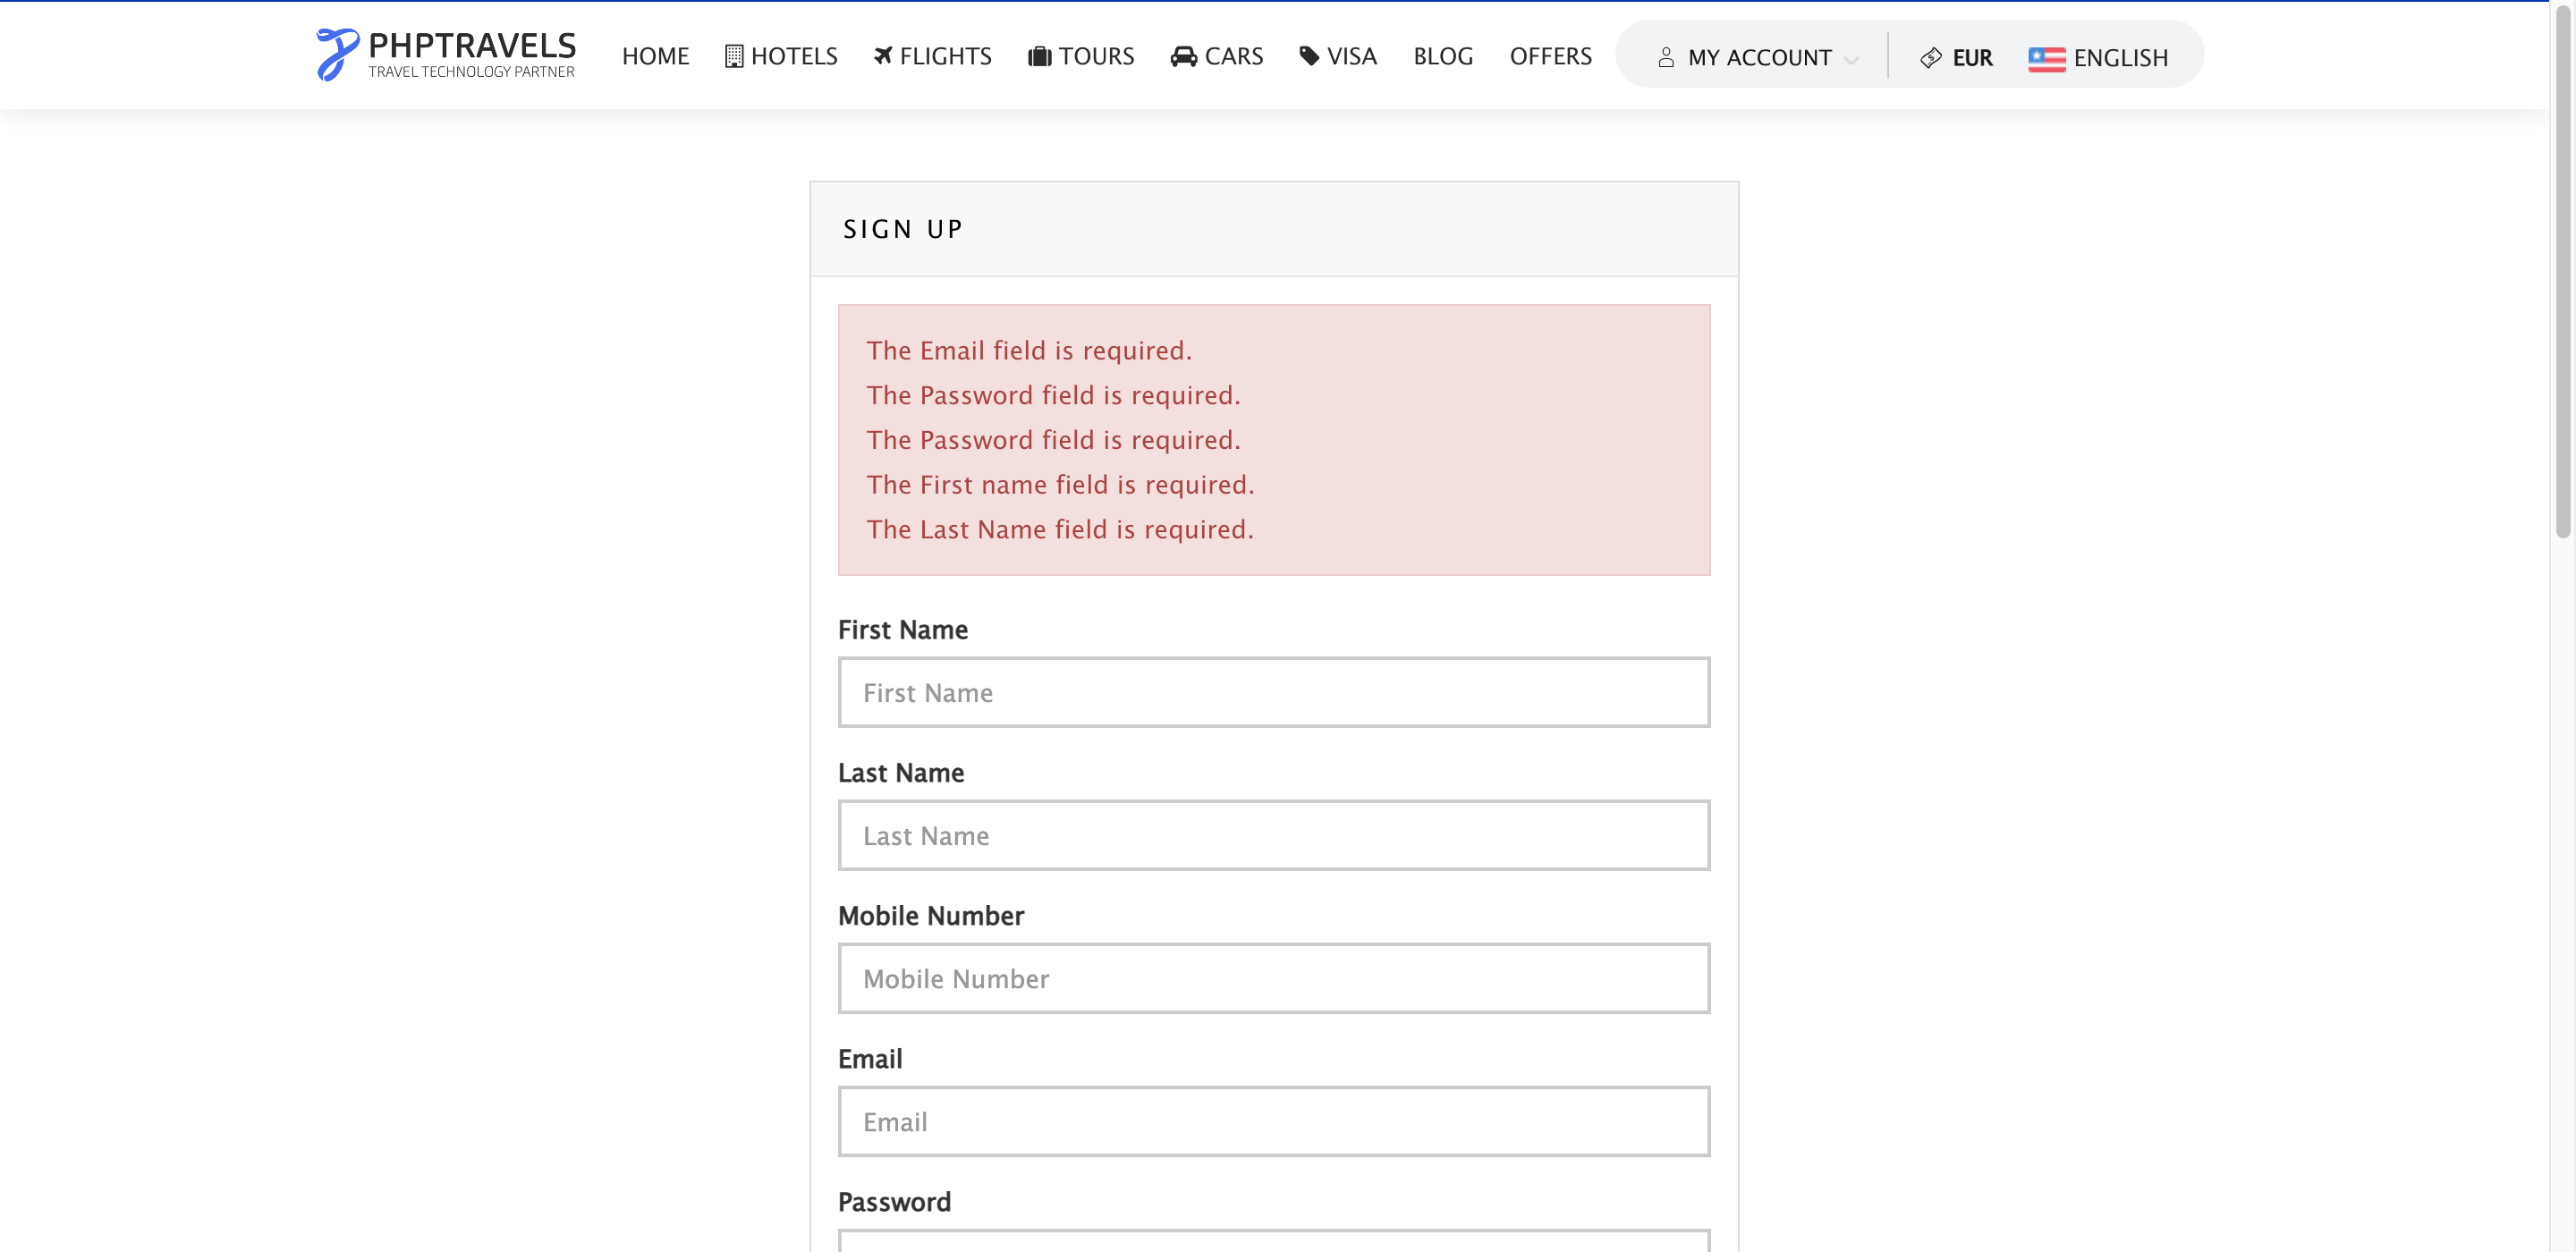 PHPTRAVELS
TRAVEL TECHNOLOGY PARTNER
HOME HOTELS FLIGHTS TOURS CARS VISA BLOG OFFERS MY ACCOUNT EUR ENGLISH
SIGN UP
The Email field is required.
The Password field is required.
The Password field is required.
The First name field is required.
The Last Name field is required.
First Name
First Name
Last Name
Last Name
Mobile Number
Mobile Number
Email
Email
Password